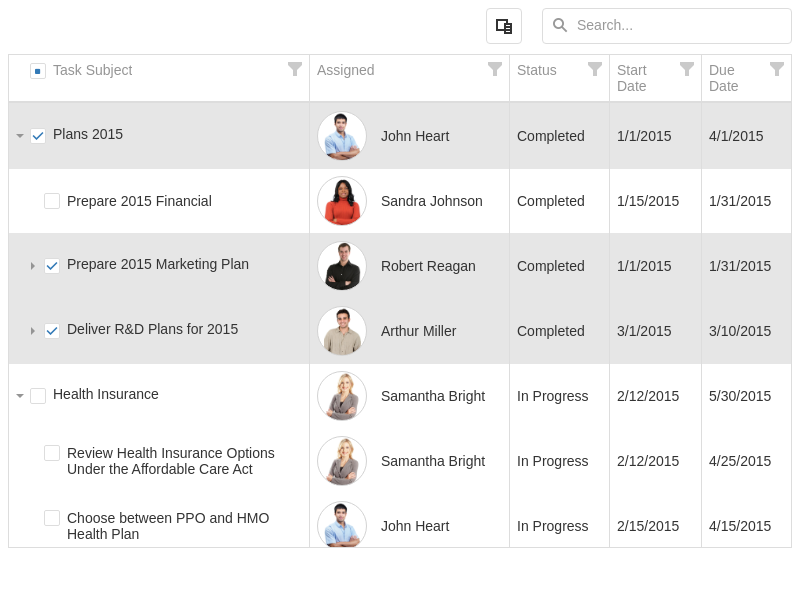 Search...
Task Subject
Assigned
Status
Start
Date
Due
Date
Plans 2015
John Heart
Completed
1/1/2015
4/1/2015
Prepare 2015 Financial
Sandra Johnson
Completed
1/15/2015
1/31/2015
Prepare 2015 Marketing Plan
Robert Reagan
Completed
1/1/2015
1/31/2015
Deliver R&D Plans for 2015
Arthur Miller
Completed
3/1/2015
3/10/2015
Health Insurance
Samantha Bright
In Progress
2/12/2015
5/30/2015
Review Health Insurance Options
Under the Affordable Care Act
Samantha Bright
In Progress
2/12/2015
4/25/2015
Choose between PPO and HMO
Health Plan
John Heart
In Progress
2/15/2015
4/15/2015